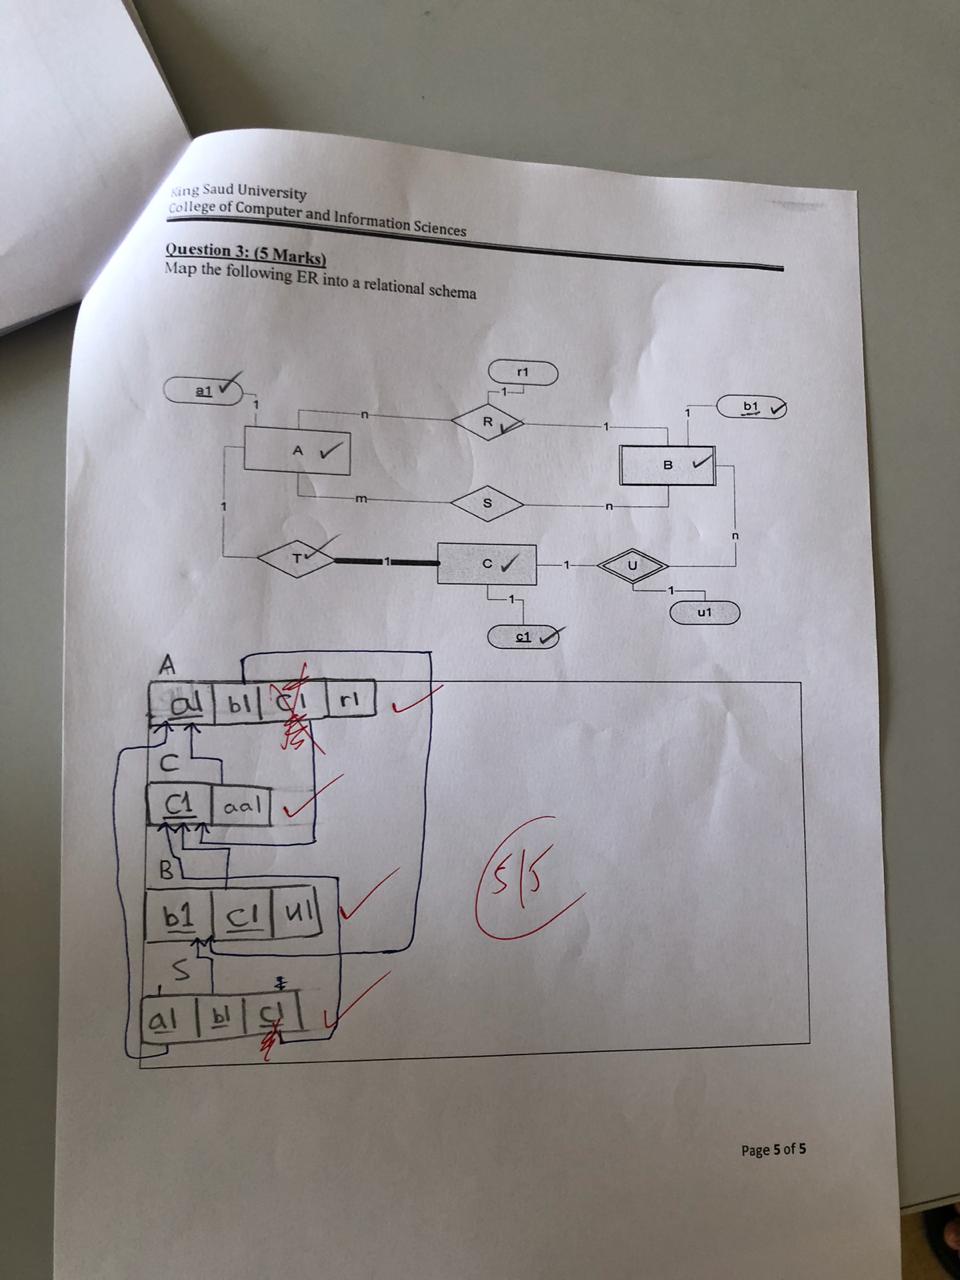 King Saud University
College of Computer and Information Sciences
Question 3: (5 Marks)
Map the following ER into a relational schema
r1
a1
b1
1
1
1
n
R
1
A
B
m
S
n
1
n
T
1
C
1
U
1
1
u1
c1
A
a1 b1 c1 r1
C
C1 aa1
B
b1 c1 u1
5/5
S
a1 b1 c1
Page 5 of 5